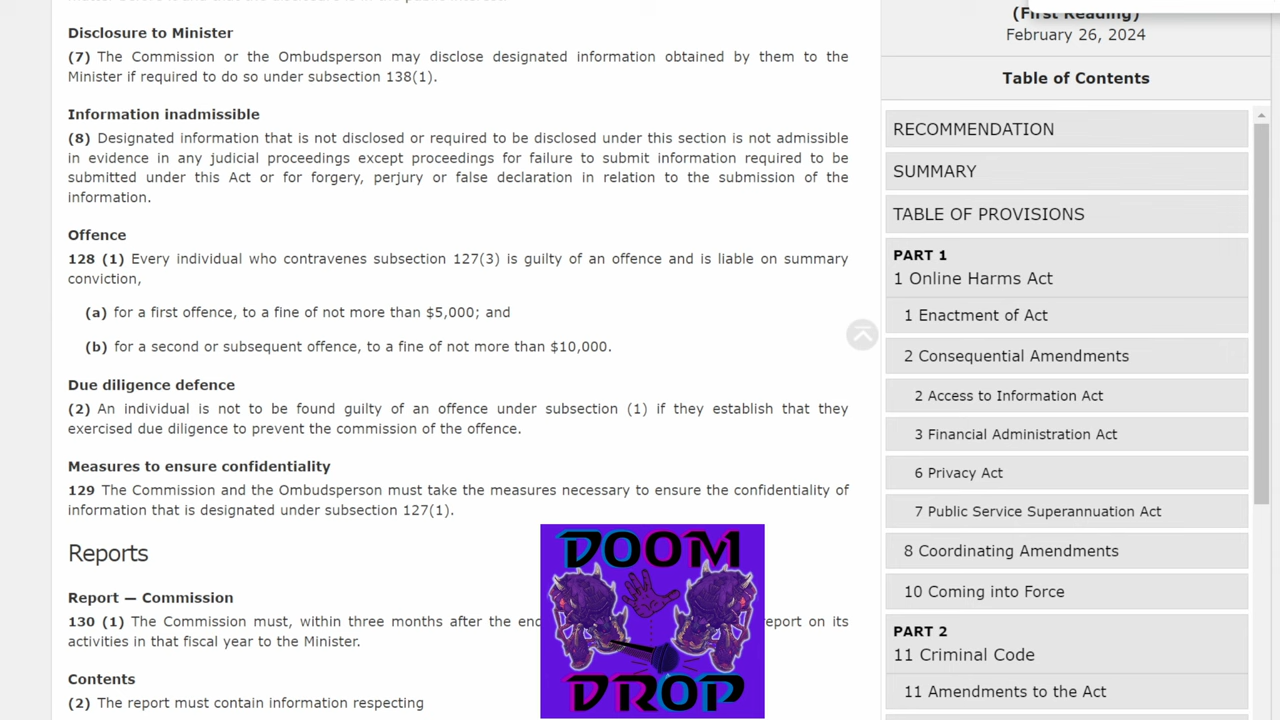 Disclosure to Minister
(7) The Commission or the Ombudsperson may disclose designated information obtained by them to the
Minister if required to do so under subsection 138(1).
Information inadmissible
(8) Designated information that is not disclosed or required to be disclosed under this section is not admissible
in evidence in any judicial proceedings except proceedings for failure to submit information required to be
submitted under this Act or for forgery, perjury or false declaration in relation to the submission of the
information.
Offence
128 (1) Every individual who contravenes subsection 127(3) is guilty of an offence and is liable on summary
conviction,
(a) for a first offence, to a fine of not more than $5,000; and
(b) for a second or subsequent offence, to a fine of not more than $10,000.
Due diligence defence
(2) An individual is not to be found guilty of an offence under subsection (1) if they establish that they
exercised due diligence to prevent the commission of the offence.
Measures to ensure confidentiality
129 The Commission and the Ombudsperson must take the measures necessary to ensure the confidentiality of
information that is designated under subsection 127(1).
Reports
Report — Commission
130 (1) The Commission must, within three months after the on its
activities in that fiscal year to the Minister.
Contents
(2) The report must contain information respecting
DOOM
DROP
(First Reading)
February 26, 2024
Table of Contents
RECOMMENDATION
SUMMARY
TABLE OF PROVISIONS
PART 1
1 Online Harms Act
1 Enactment of Act
2 Consequential Amendments
2 Access to Information Act
3 Financial Administration Act
6 Privacy Act
7 Public Service Superannuation Act
8 Coordinating Amendments
10 Coming into Force
PART 2
11 Criminal Code
11 Amendments to the Act